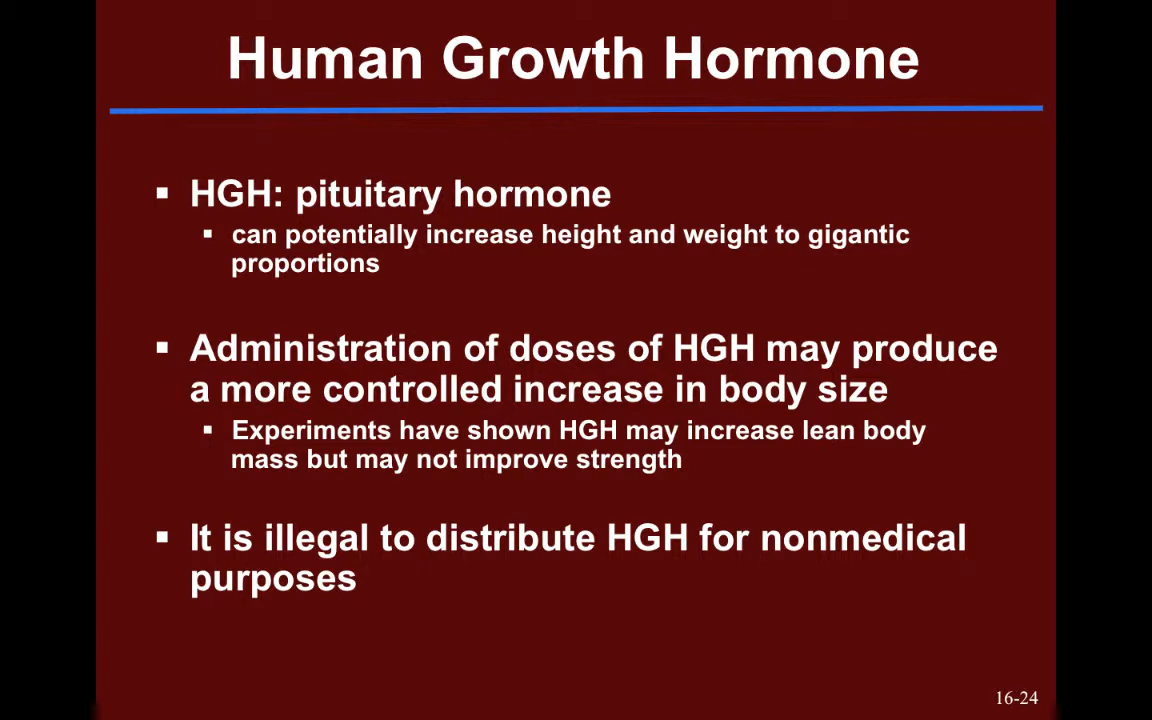 Human Growth Hormone
▪ HGH: pituitary hormone
▪ can potentially increase height and weight to gigantic
proportions
▪ Administration of doses of HGH may produce
a more controlled increase in body size
▪ Experiments have shown HGH may increase lean body
mass but may not improve strength
▪ It is illegal to distribute HGH for nonmedical
purposes
16-24